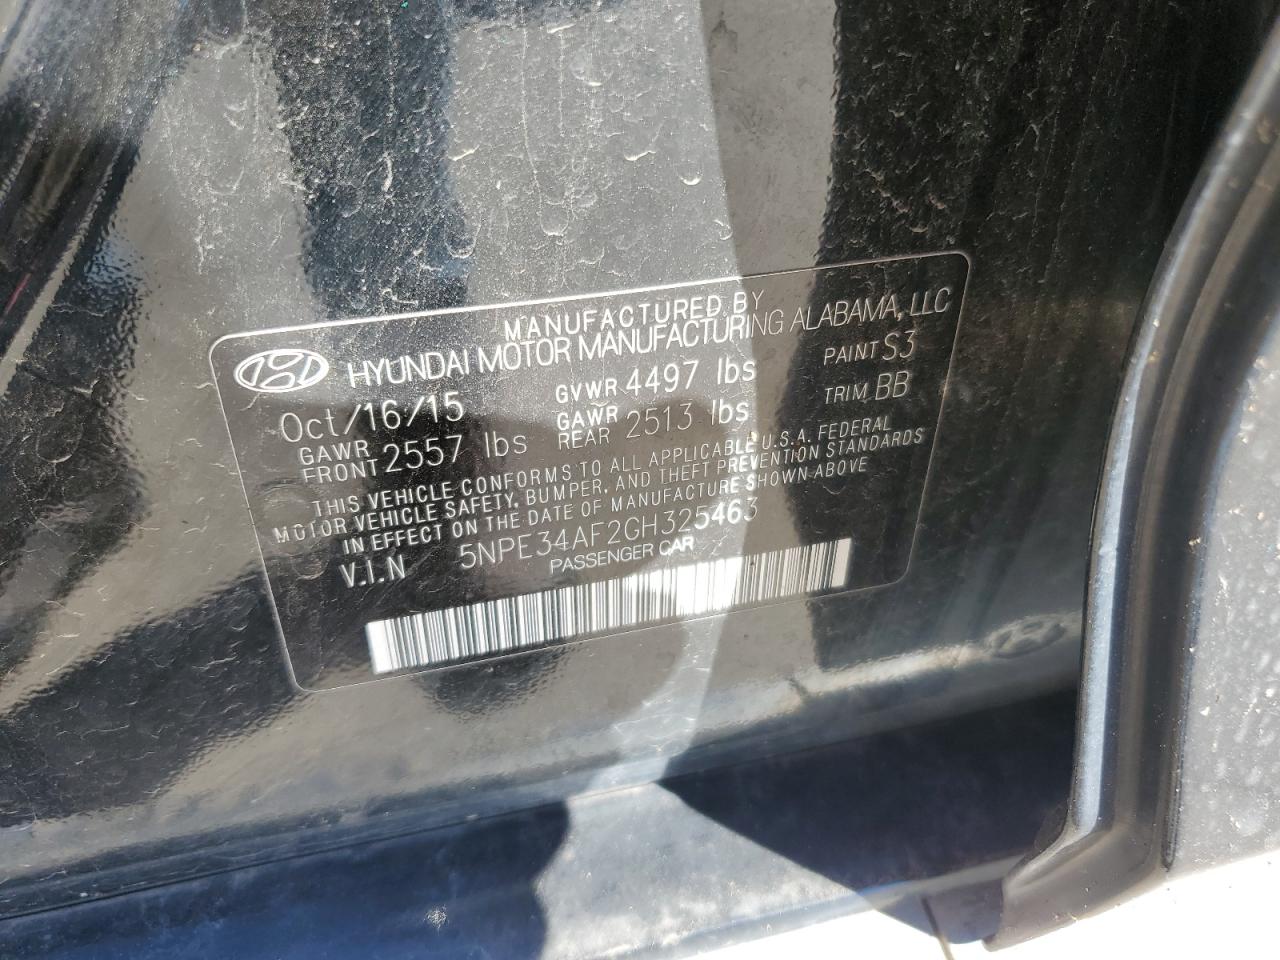 MANUFACTURED BY
HYUNDAI MOTOR MANUFACTURING ALABAMA, LLC
Oct/16/15 GVWR 4497 lbs PAINT S3
GAWR FRONT 2557 lbs GAWR REAR 2513 lbs TRIM BB
THIS VEHICLE CONFORMS TO ALL APPLICABLE U.S.A. FEDERAL
MOTOR VEHICLE SAFETY, BUMPER, AND THEFT PREVENTION STANDARDS
IN EFFECT ON THE DATE OF MANUFACTURE SHOWN ABOVE
V.I.N 5NPE34AF2GH325463
PASSENGER CAR